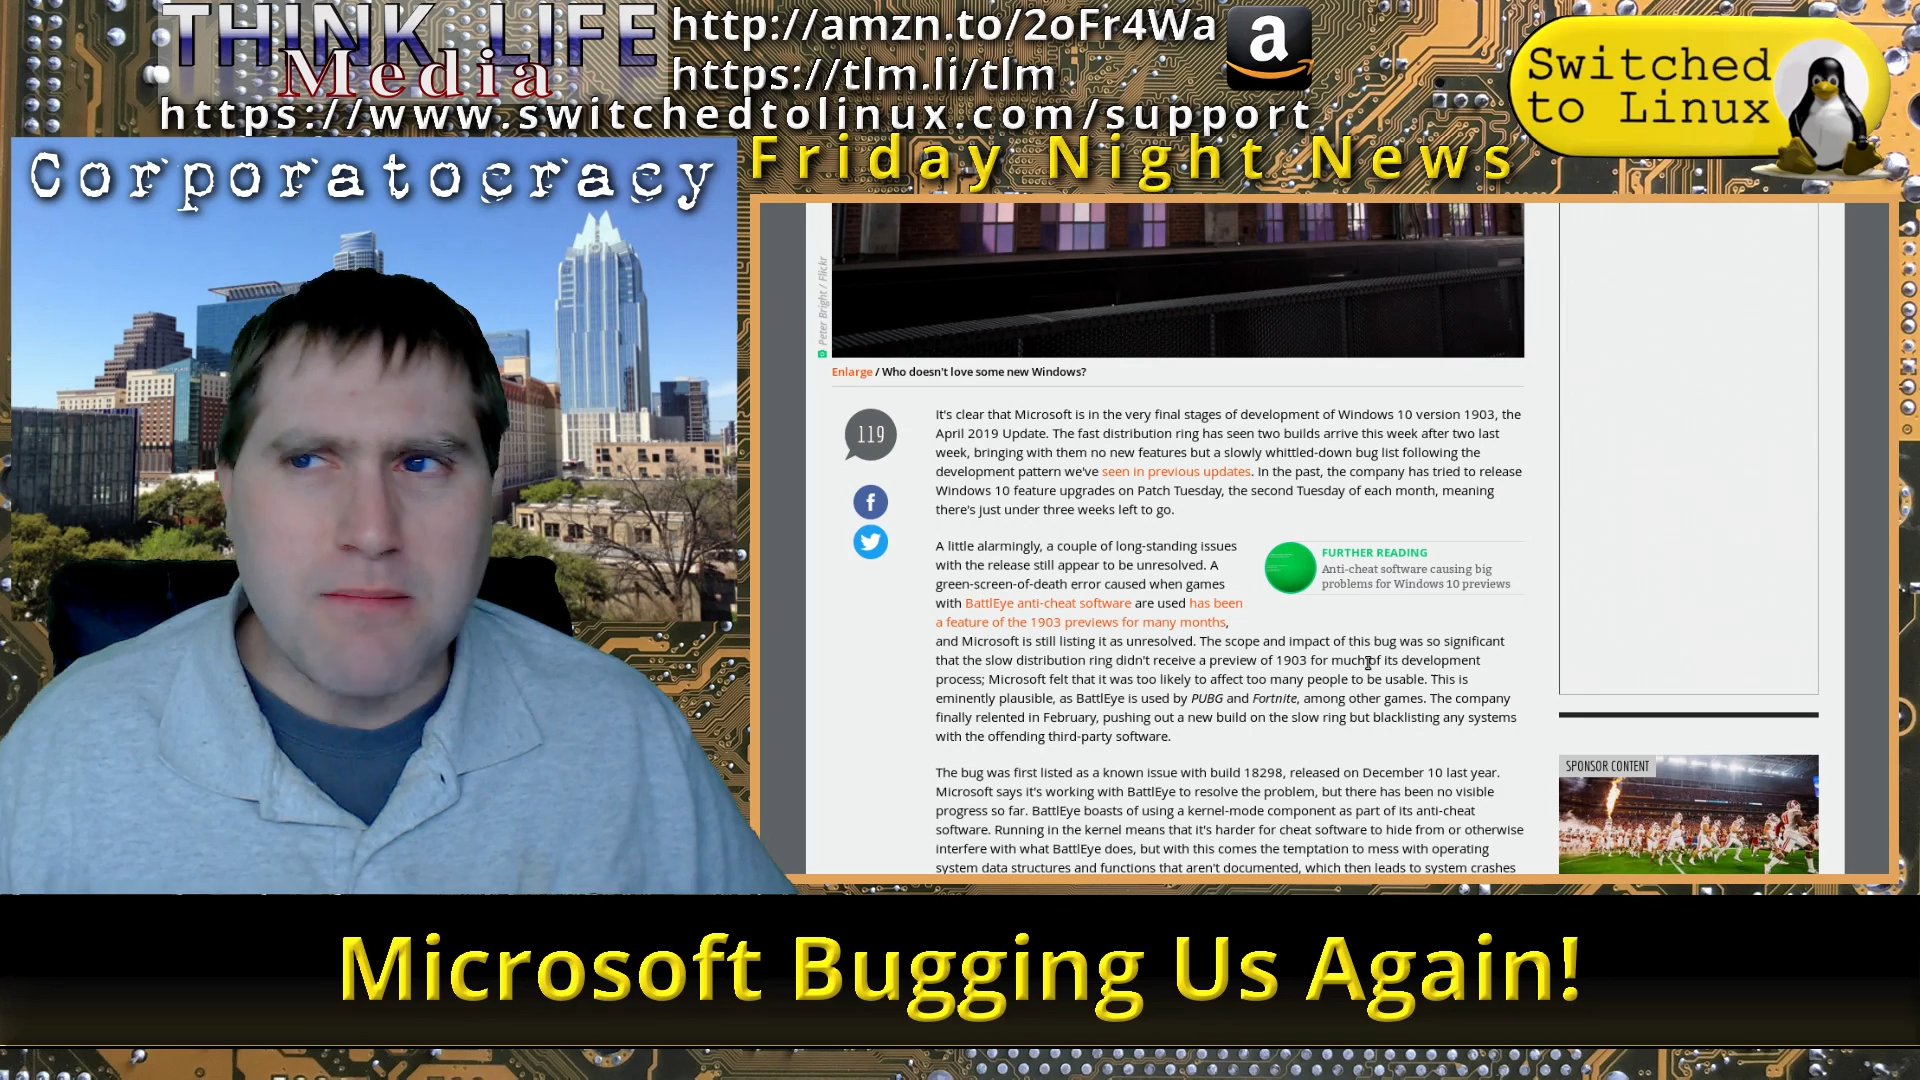 THINK LIFE
Media
http://amzn.to/2oFr4Wa
https://tlm.li/tlm
https://www.switchedtolinux.com/support
a
Switched
to Linux
Corporatocracy
Friday Night News
Peter Bright / Flickr
Enlarge / Who doesn't love some new Windows?
119
It's clear that Microsoft is in the very final stages of development of Windows 10 version 1903, the
April 2019 Update. The fast distribution ring has seen two builds arrive this week after two last
week, bringing with them no new features but a slowly whittled-down bug list following the
development pattern we've seen in previous updates. In the past, the company has tried to release
Windows 10 feature upgrades on Patch Tuesday, the second Tuesday of each month, meaning
there's just under three weeks left to go.
A little alarmingly, a couple of long-standing issues
with the release still appear to be unresolved. A
green-screen-of-death error caused when games
with BattlEye anti-cheat software are used has been
a feature of the 1903 previews for many months,
FURTHER READING
Anti-cheat software causing big
problems for Windows 10 previews
and Microsoft is still listing it as unresolved. The scope and impact of this bug was so significant
that the slow distribution ring didn't receive a preview of 1903 for much of its development
process; Microsoft felt that it was too likely to affect too many people to be usable. This is
eminently plausible, as BattlEye is used by PUBG and Fortnite, among other games. The company
finally relented in February, pushing out a new build on the slow ring but blacklisting any systems
with the offending third-party software.
The bug was first listed as a known issue with build 18298, released on December 10 last year.
Microsoft says it's working with BattlEye to resolve the problem, but there has been no visible
progress so far. BattlEye boasts of using a kernel-mode component as part of its anti-cheat
software. Running in the kernel means that it's harder for cheat software to hide from or otherwise
interfere with what BattlEye does, but with this comes the temptation to mess with operating
system data structures and functions that aren't documented, which then leads to system crashes
SPONSOR CONTENT
Microsoft Bugging Us Again!